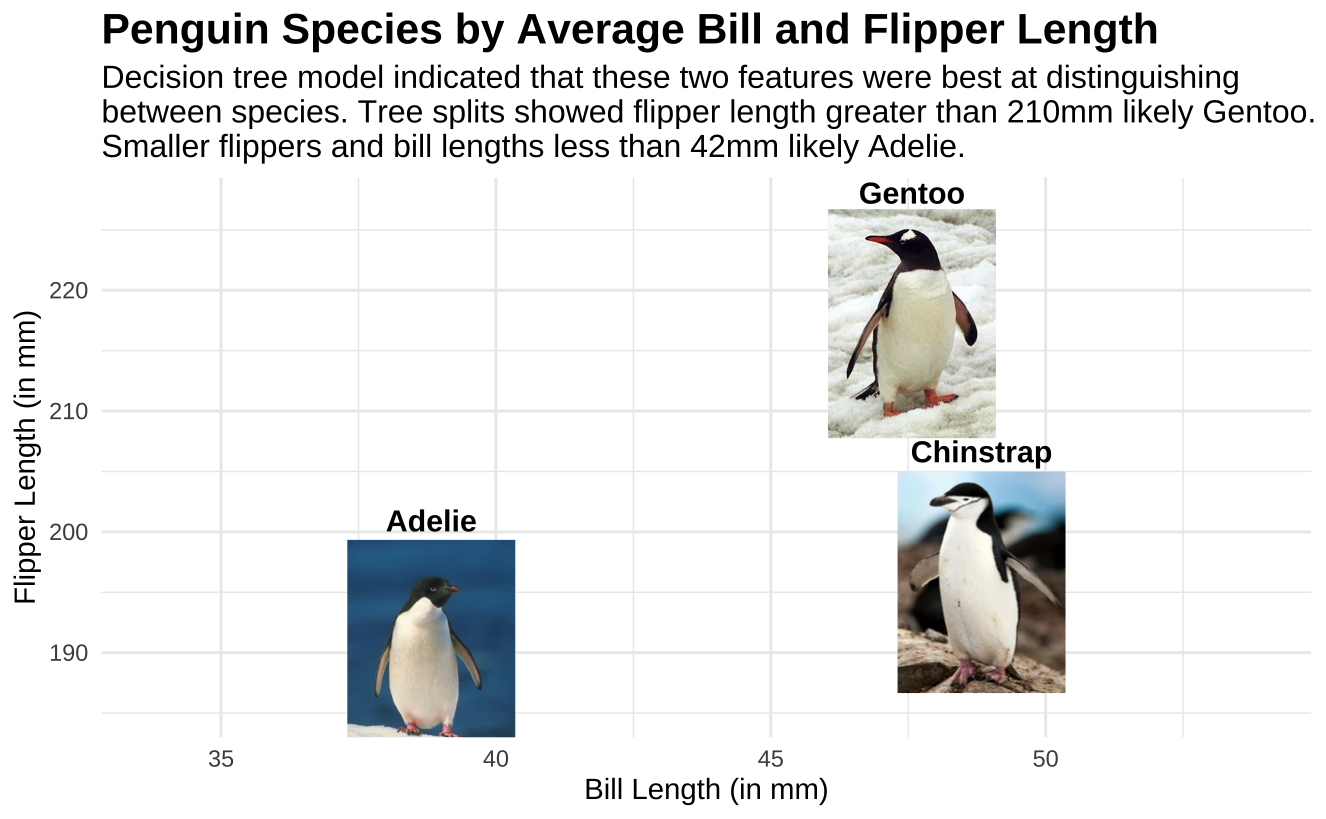 Penguin Species by Average Bill and Flipper Length
Decision tree model indicated that these two features were best at distinguishing
between species. Tree splits showed flipper length greater than 210mm likely Gentoo.
Smaller flippers and bill lengths less than 42mm likely Adelie.
Gentoo
Chinstrap
Adelie
Flipper Length (in mm)
220
210
200
190
35
40
45
50
Bill Length (in mm)